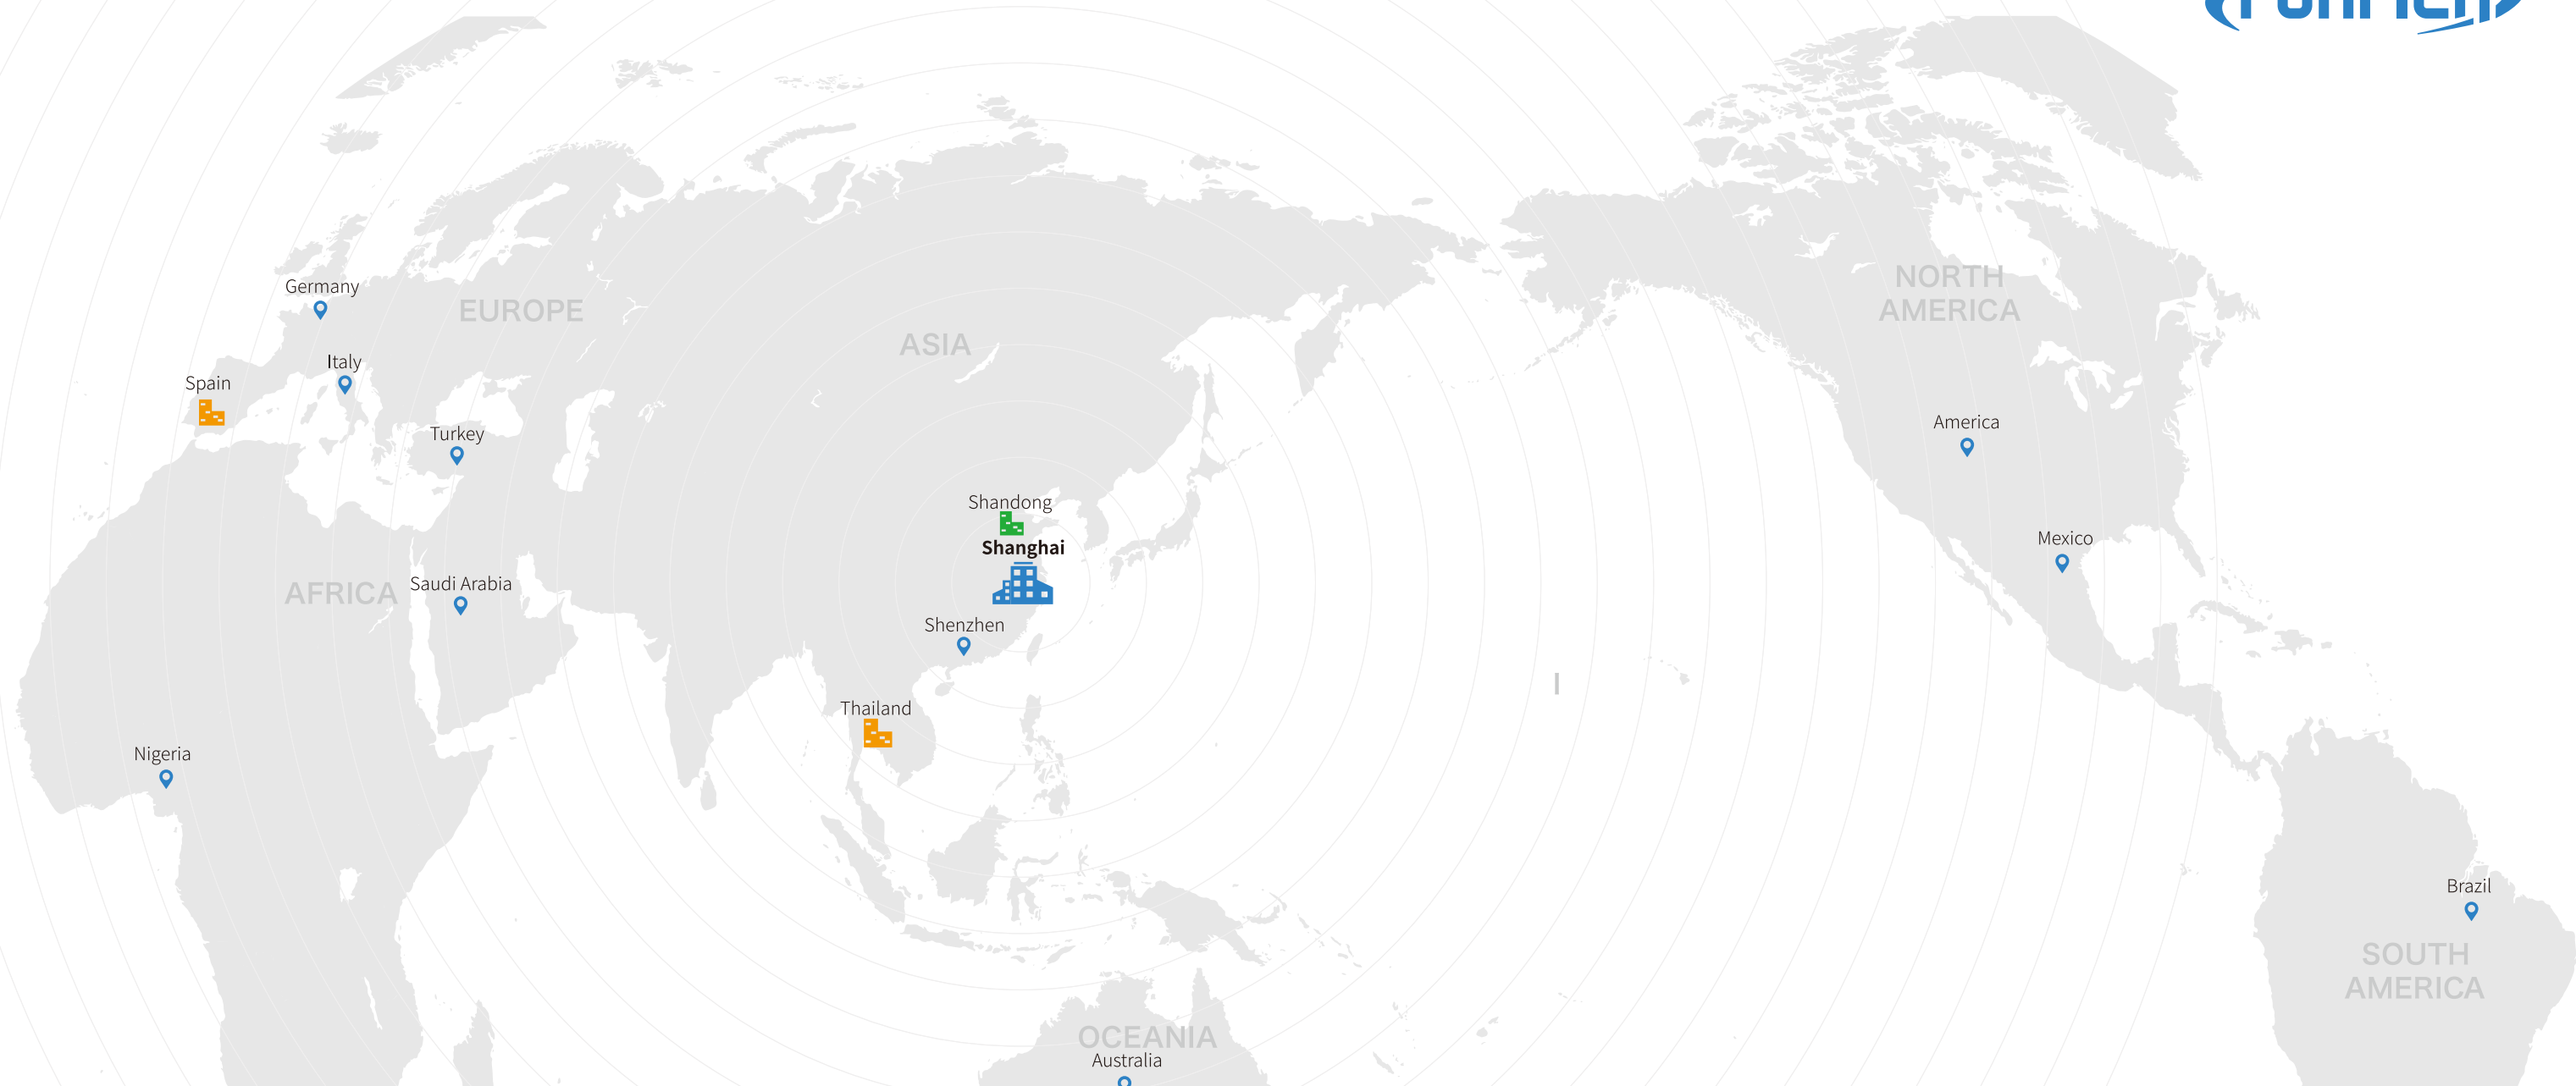 Germany
EUROPE
NORTH
AMERICA
ASIA
Italy
Spain
America
Turkey
Shandong
Mexico
Shanghai
AFRICA
Saudi Arabia
Shenzhen
Thailand
Nigeria
Brazil
SOUTH
AMERICA
OCEANIA
Australia